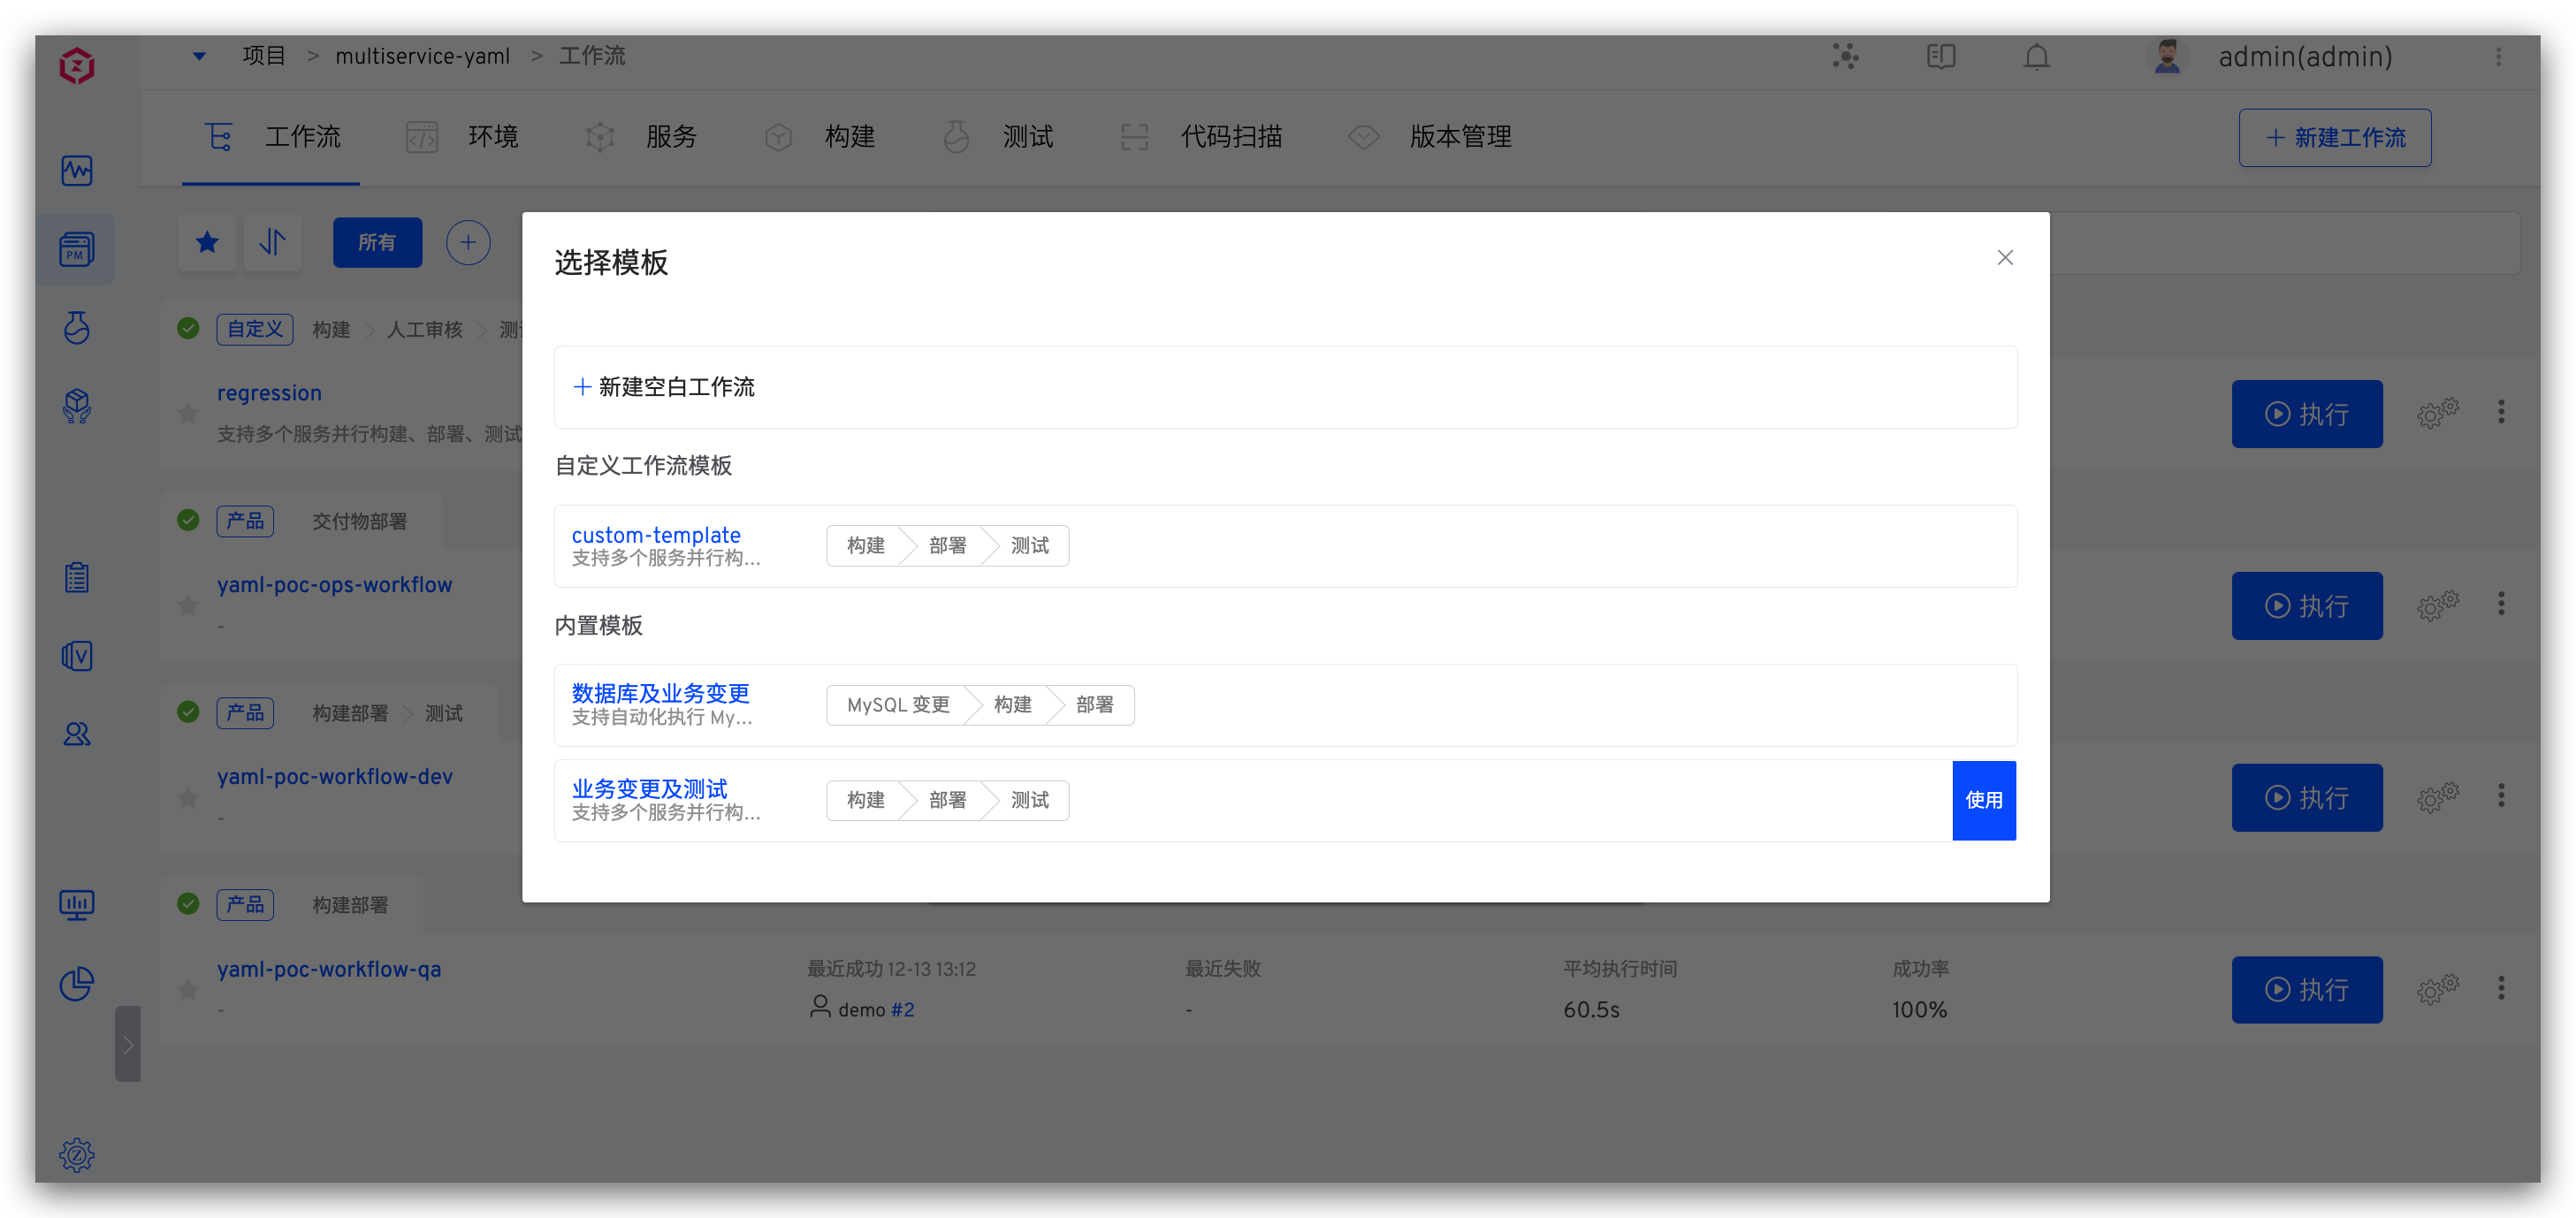 项目 > multiservice-yaml > 工作流
admin(admin)
工作流 环境 服务 构建 测试 代码扫描 版本管理
+ 新建工作流
PM
所有
选择模板
+ 新建空白工作流
自定义工作流模板
custom-template
支持多个服务并行构...
构建 部署 测试
内置模板
数据库及业务变更
支持自动化执行 My...
MySQL 变更 构建 部署
业务变更及测试
支持多个服务并行构...
构建 部署 测试
使用
自定义 构建 人工审核
regression
支持多个服务并行构建、部署、测试
执行
产品 交付物部署
yaml-poc-ops-workflow
-
执行
产品 构建部署 测试
yaml-poc-workflow-dev
-
执行
产品 构建部署
yaml-poc-workflow-qa
-
最近成功 12-13 13:12
demo #2
最近失败
-
平均执行时间
60.5s
成功率
100%
执行